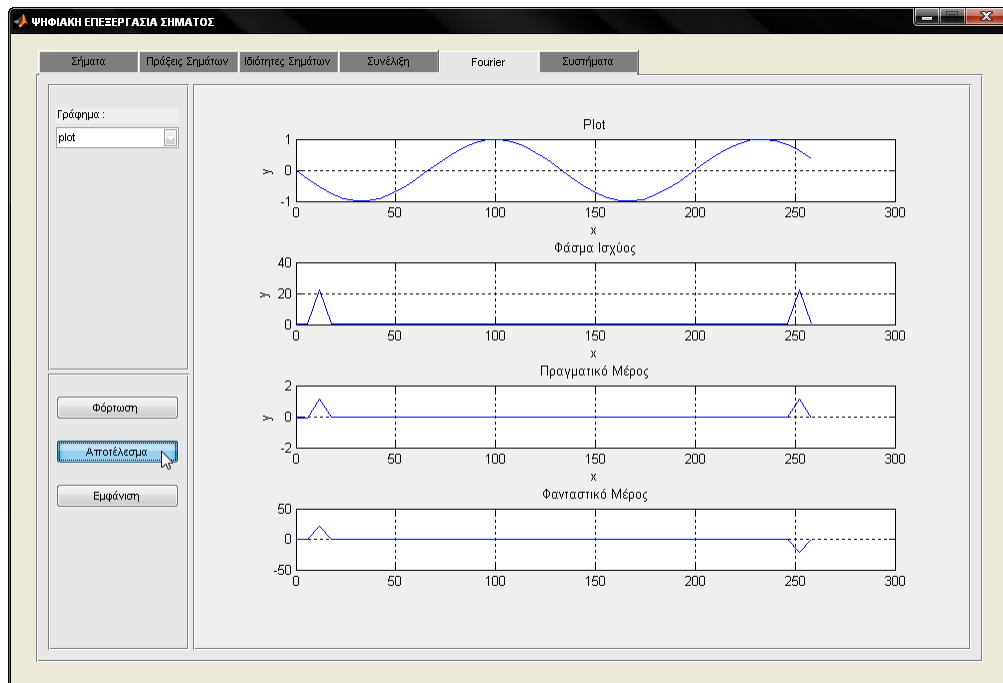 ΨΗΦΙΑΚΗ ΕΠΕΞΕΡΓΑΣΙΑ ΣΗΜΑΤΟΣ
Σήματα Πράξεις Σημάτων Ιδιότητες Σημάτων Συνέλιξη Fourier Συστήματα
Γράφημα :
plot
Φόρτωση
Αποτέλεσμα
Εμφάνιση
Plot
1
0
-1
y
0 50 100 150 200 250 300
x
Φάσμα Ισχύος
40
20
0
y
0 50 100 150 200 250 300
x
Πραγματικό Μέρος
2
0
-2
y
0 50 100 150 200 250 300
x
Φανταστικό Μέρος
50
0
-50
0 50 100 150 200 250 300